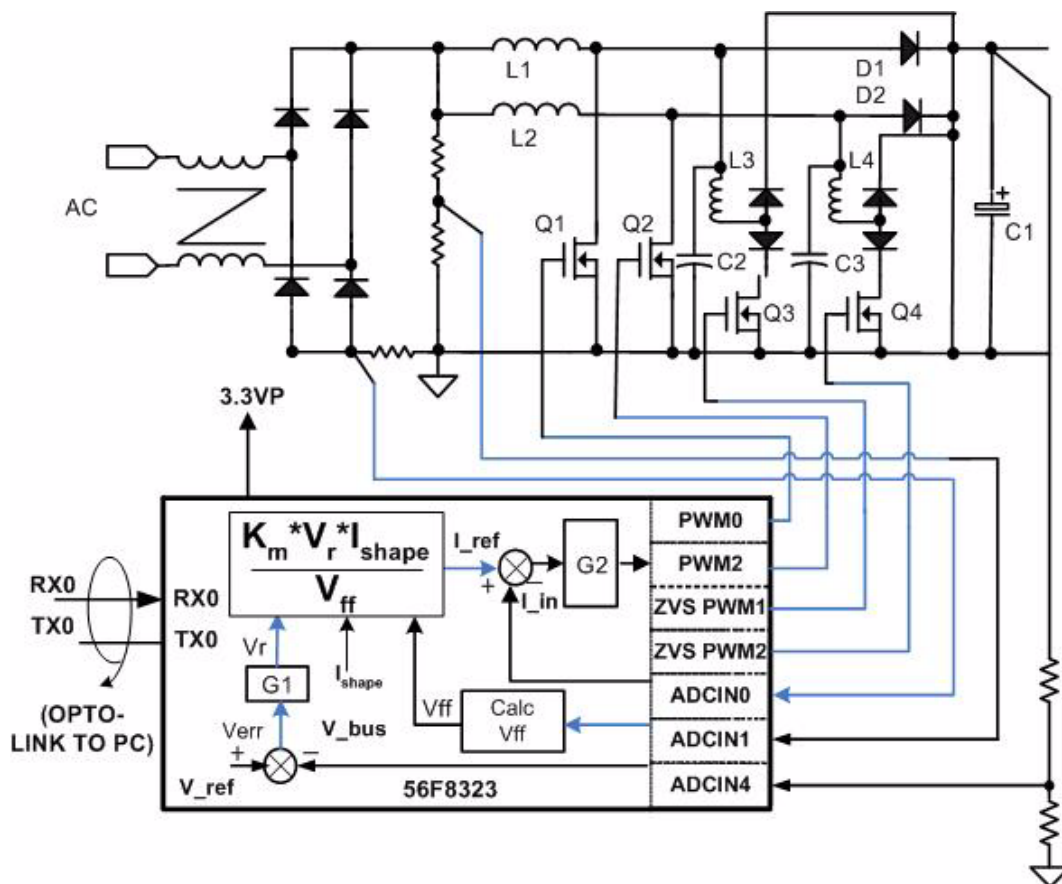 L1
D1
D2
L2
L3
L4
AC
Q1
Q2
C2
C3
+
C1
Q3
Q4
3.3VP
K_m *V_r *I_shape
V_ff
I_ref
+
−
I_in
G2
PWM0
PWM2
ZVS PWM1
ZVS PWM2
ADCIN0
ADCIN1
ADCIN4
RX0
TX0
RX0
TX0
Vr
I_shape
G1
Vff
Calc
Vff
(OPTO-
LINK TO PC)
Verr
+
−
V_bus
V_ref
56F8323